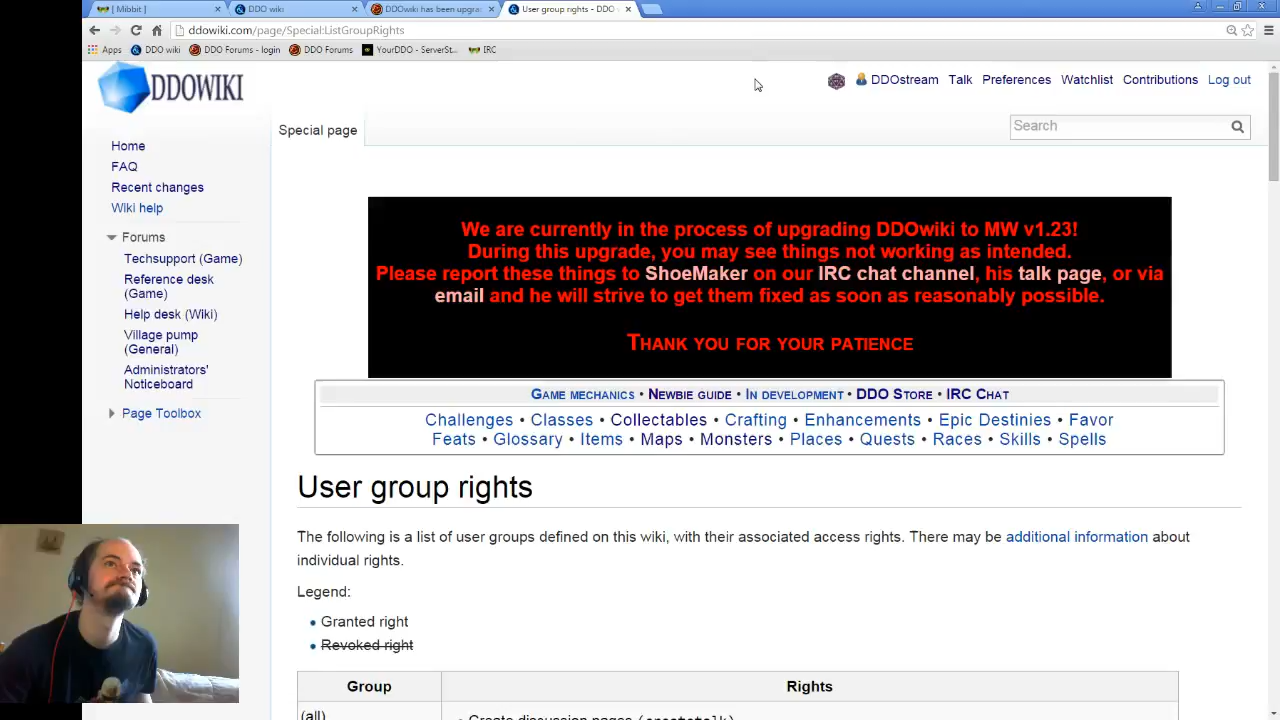 [ Mibbit ]
DDO wiki
DDOwiki has been upgra
User group rights - DDO
ddowiki.com/page/Special:ListGroupRights
Apps DDO wiki DDO Forums - login DDO Forums YourDDO - ServerSt... IRC
DDOWIKI
DDOstream Talk Preferences Watchlist Contributions Log out
Special page
Search
Home
FAQ
Recent changes
Wiki help
Forums
Techsupport (Game)
Reference desk
(Game)
Help desk (Wiki)
Village pump
(General)
Administrators'
Noticeboard
Page Toolbox
We are currently in the process of upgrading DDOwiki to MW v1.23!
During this upgrade, you may see things not working as intended.
Please report these things to ShoeMaker on our IRC chat channel, his talk page, or via
email and he will strive to get them fixed as soon as reasonably possible.
Thank you for your patience
Game mechanics • Newbie guide • In development • DDO Store • IRC Chat
Challenges • Classes • Collectables • Crafting • Enhancements • Epic Destinies • Favor
Feats • Glossary • Items • Maps • Monsters • Places • Quests • Races • Skills • Spells
User group rights
The following is a list of user groups defined on this wiki, with their associated access rights. There may be additional information about
individual rights.
Legend:
• Granted right
• Revoked right
Group Rights
(all)
• Create discussion pages (createtalk)